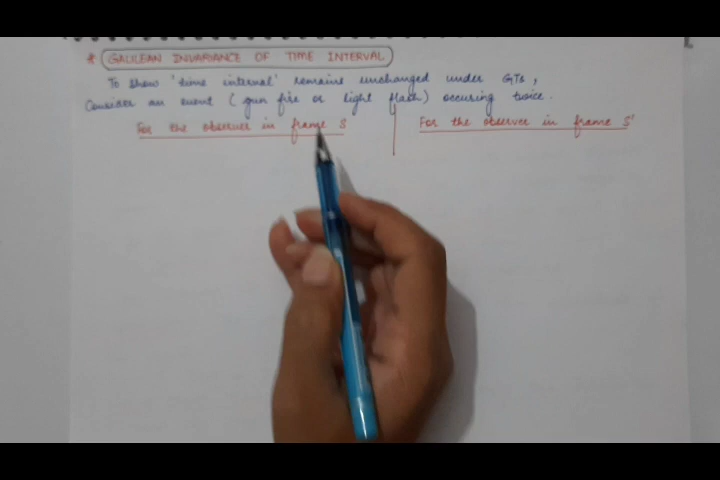 * GALILEAN INVARIANCE OF TIME INTERVAL
To show 'time interval' remains unchanged under GTs,
Consider an event (gun fire or light flash) occuring twice.
For the observer in frame S
For the observer in frame S'